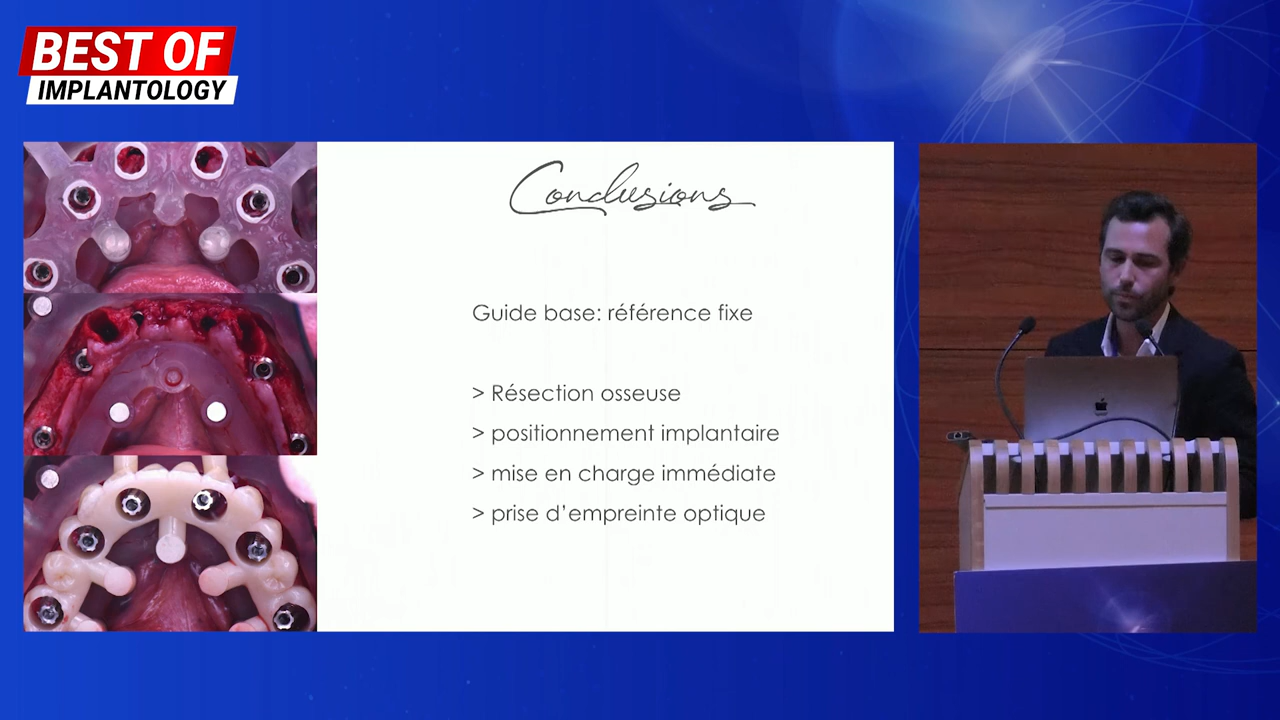 BEST OF
IMPLANTOLOGY
Conclusions
Guide base: référence fixe
> Résection osseuse
> positionnement implantaire
> mise en charge immédiate
> prise d’empreinte optique